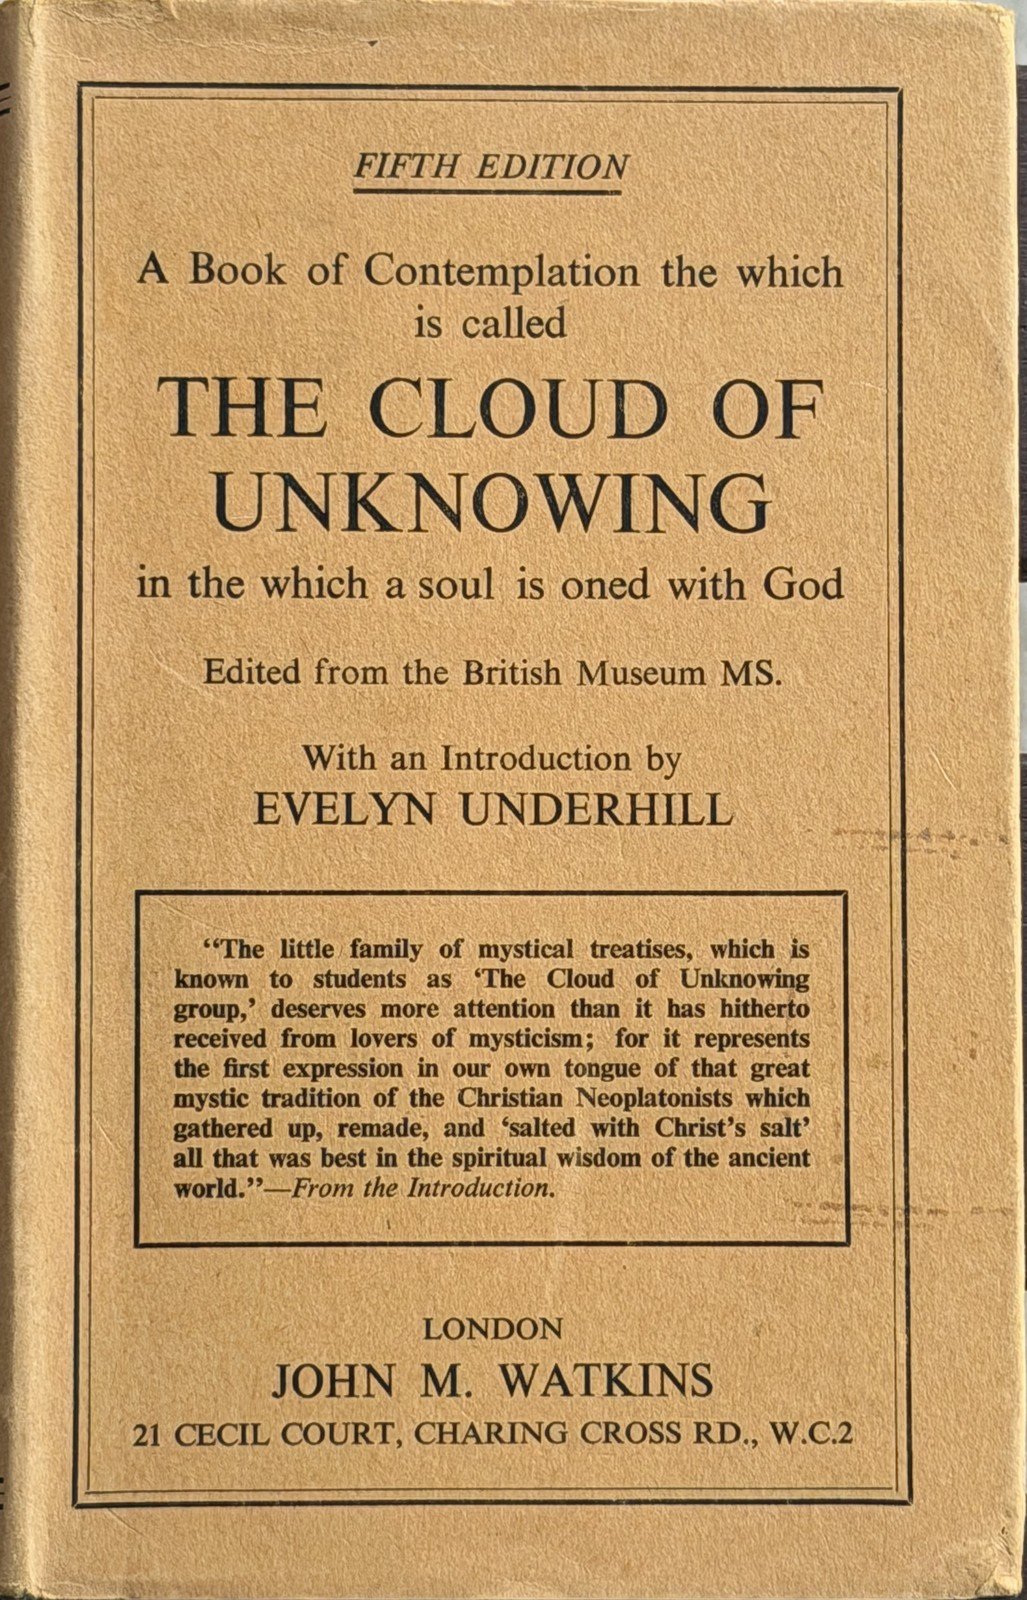 FIFTH EDITION
A Book of Contemplation the which
is called
THE CLOUD OF
UNKNOWING
in the which a soul is oned with God
Edited from the British Museum MS.
With an Introduction by
EVELYN UNDERHILL
“The little family of mystical treatises, which is
known to students as ‘The Cloud of Unknowing
group,’ deserves more attention than it has hitherto
received from lovers of mysticism; for it represents
the first expression in our own tongue of that great
mystic tradition of the Christian Neoplatonists which
gathered up, remade, and ‘salted with Christ’s salt’
all that was best in the spiritual wisdom of the ancient
world.”—From the Introduction.
LONDON
JOHN M. WATKINS
21 CECIL COURT, CHARING CROSS RD., W.C.2